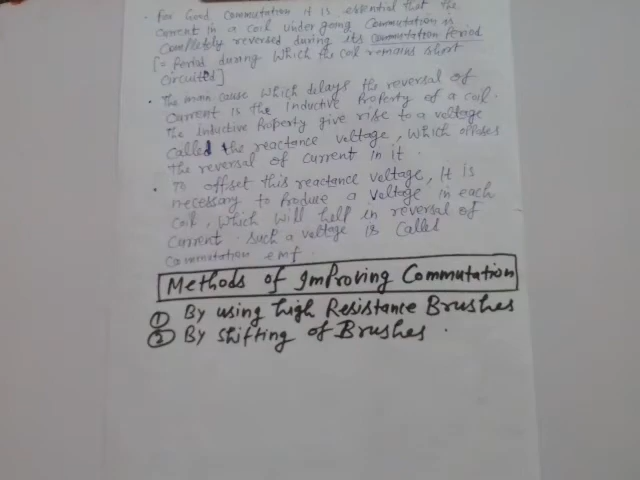 • For Good Commutation it is essential that the
Current in a coil under going Commutation is
Completely reversed during its commutation Period
[= Period during which the coil remains short
circuited]
• The main cause which delays the reversal of
Current is the Inductive Property of a coil.
The inductive Property give rise to a voltage
called the reactance voltage, which opposes
the reversal of current in it.
• To offset this reactance voltage, It is
necessary to Produce a voltage in each
Coil, which will help in reversal of
Current. such a voltage is called
Commutation emf.
Methods of Improving Commutation
① By using high Resistance Brushes
② By shifting of Brushes.